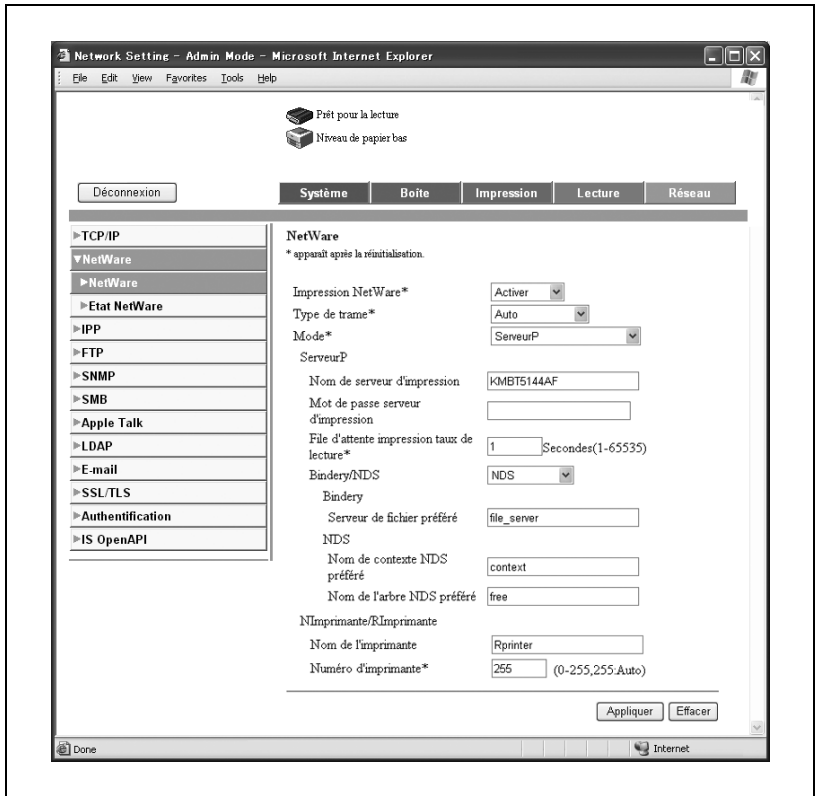 Network Setting - Admin Mode - Microsoft Internet Explorer
File Edit View Favorites Tools Help
Prêt pour la lecture
Niveau de papier bas
Déconnexion
Système Boîte Impression Lecture Réseau
TCP/IP
NetWare
NetWare
Etat NetWare
IPP
FTP
SNMP
SMB
Apple Talk
LDAP
E-mail
SSL/TLS
Authentification
IS OpenAPI
NetWare
* apparaît après la réinitialisation.
Impression NetWare* Activer
Type de trame* Auto
Mode* ServeurP
ServeurP
Nom de serveur d'impression KMBT5144AF
Mot de passe serveur
d'impression
File d'attente impression taux de
lecture* 1 Secondes(1-65535)
Bindery/NDS NDS
Bindery
Serveur de fichier préféré file_server
NDS
Nom de contexte NDS
préféré context
Nom de l'arbre NDS préféré free
NImprimante/RImprimante
Nom de l'imprimante Rprinter
Numéro d'imprimante* 255 (0-255,255:Auto)
Appliquer Effacer
Done Internet